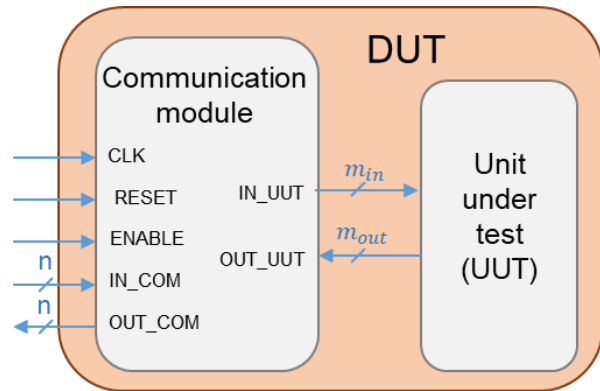 DUT
Communication
module
CLK
RESET
ENABLE
n
IN_COM
n
OUT_COM
IN_UUT
OUT_UUT
m_in
m_out
Unit
under
test
(UUT)